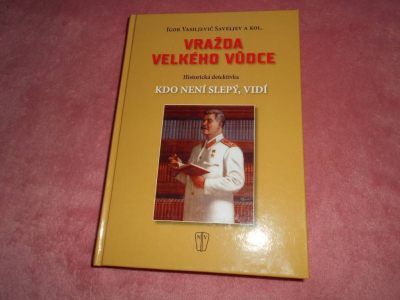 Igor Vasiljevič Saveljev a kol.
VRAŽDA
VELKÉHO VŮDCE
Historická detektivka
KDO NENÍ SLEPÝ, VIDÍ
N V